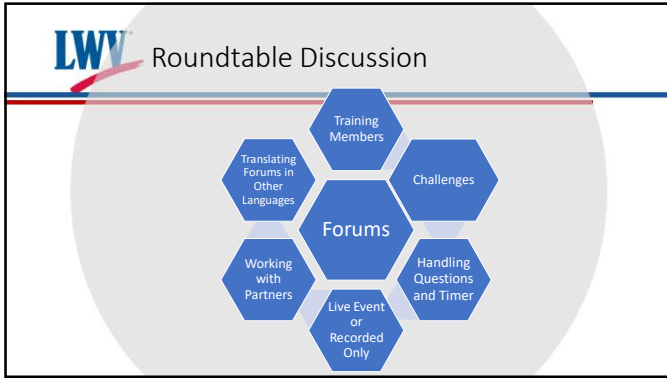 LWV Roundtable Discussion
Training
Members
Translating
Forums in
Other
Languages
Challenges
Forums
Working
with
Partners
Handling
Questions
and Timer
Live Event
or
Recorded
Only